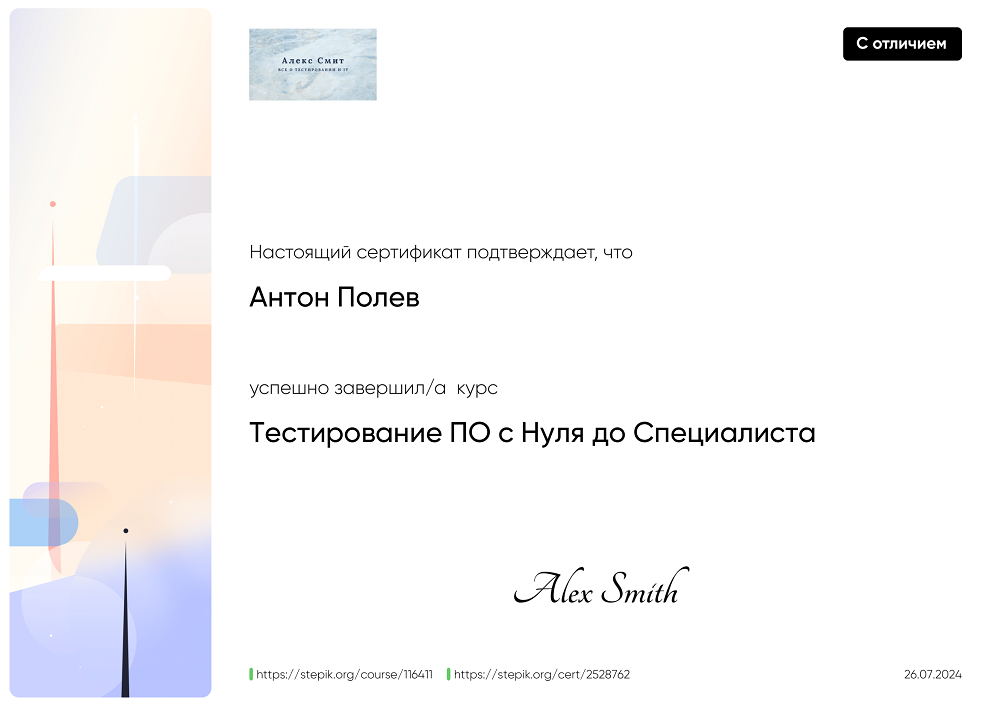 Алекс Смит
ВСЕ О ТЕСТИРОВАНИИ И IT
С отличием
Настоящий сертификат подтверждает, что
Антон Полев
успешно завершил/а курс
Тестирование ПО с Нуля до Специалиста
Alex Smith
https://stepik.org/course/116411 https://stepik.org/cert/2528762 26.07.2024